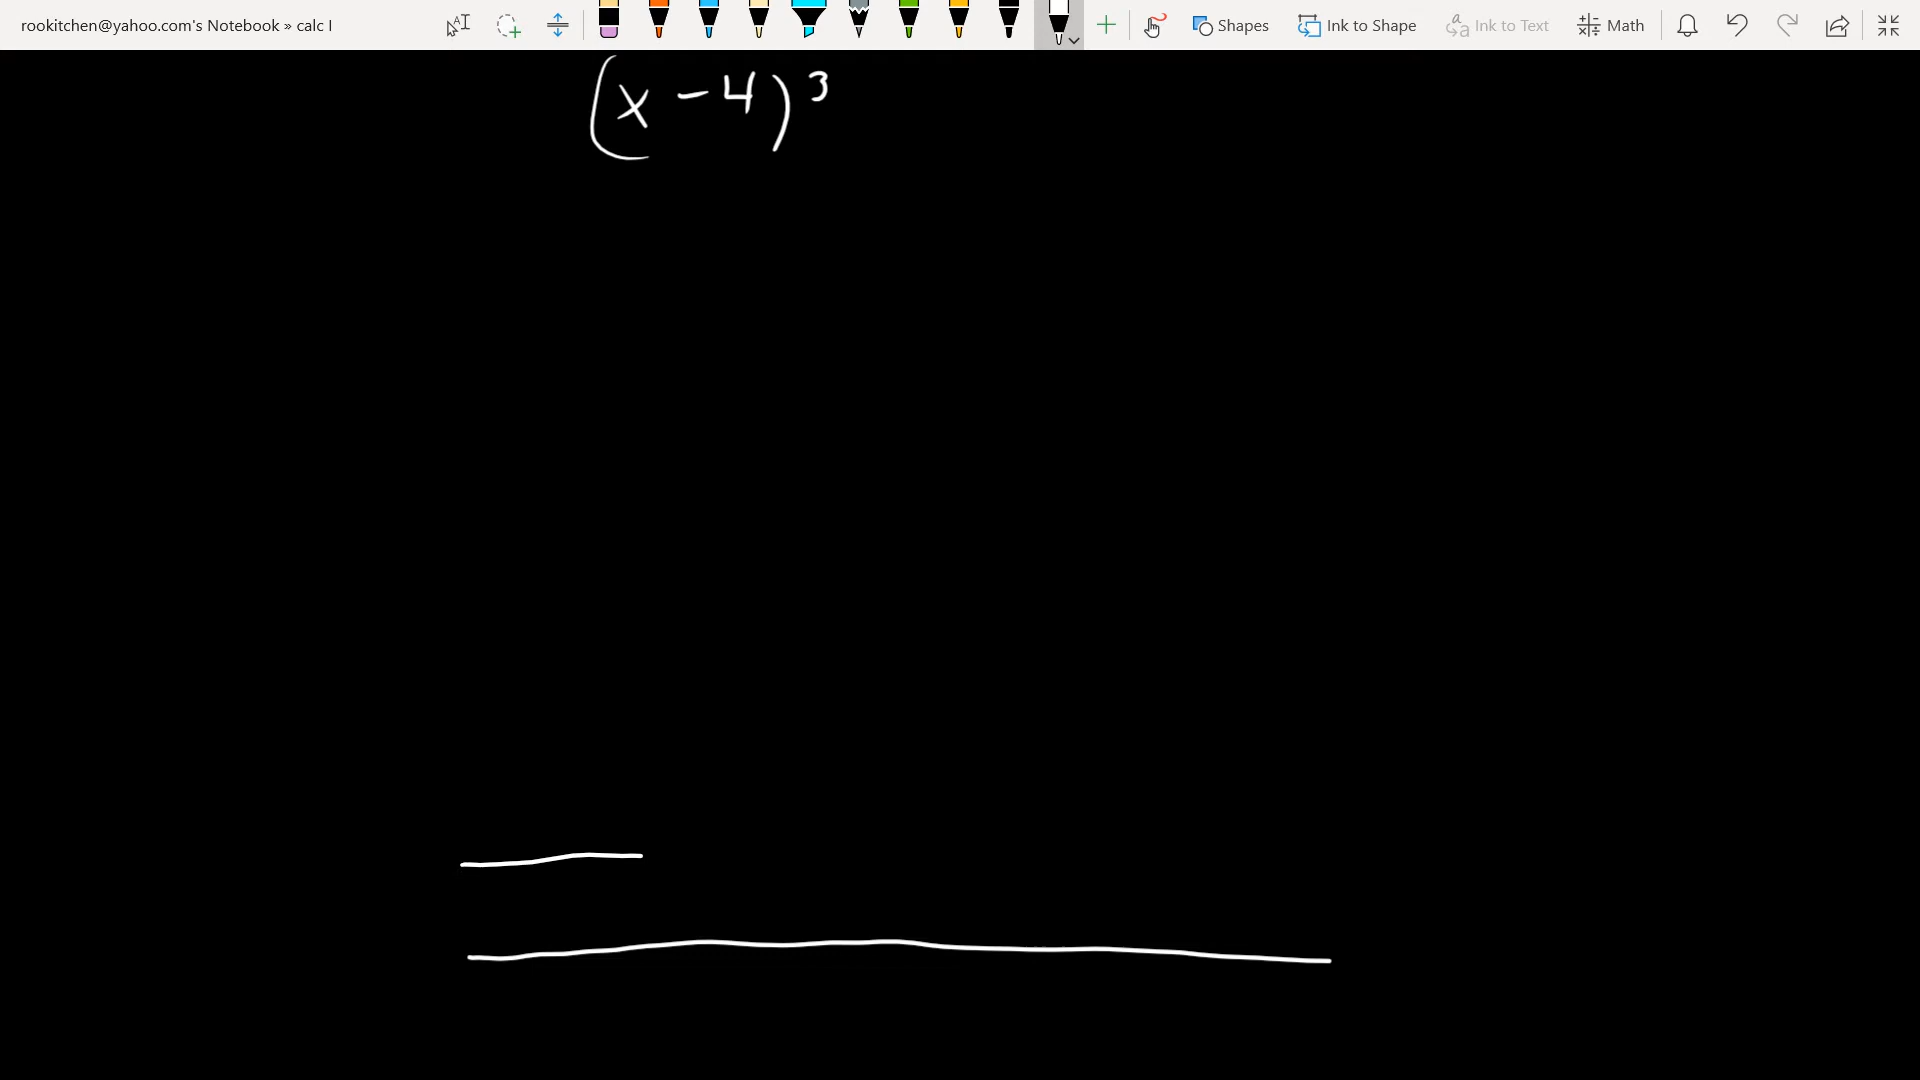 rookitchen@yahoo.com's Notebook » calc I Shapes Ink to Shape Ink to Text Math
(x - 4)³